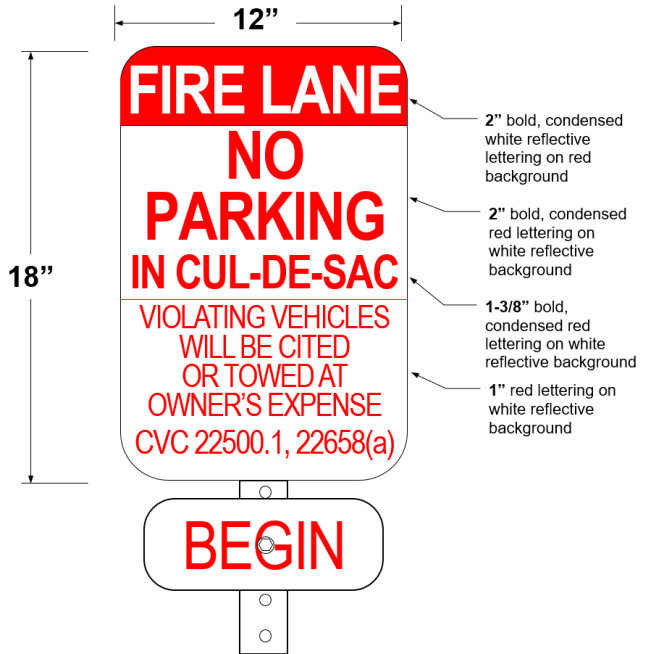 12”
FIRE LANE
NO
PARKING
IN CUL-DE-SAC
VIOLATING VEHICLES
WILL BE CITED
OR TOWED AT
OWNER’S EXPENSE
CVC 22500.1, 22658(a)
BEGIN
18”
2” bold, condensed
white reflective
lettering on red
background
2” bold, condensed
red lettering on
white reflective
background
1-3/8” bold,
condensed red
lettering on white
reflective background
1” red lettering on
white reflective
background